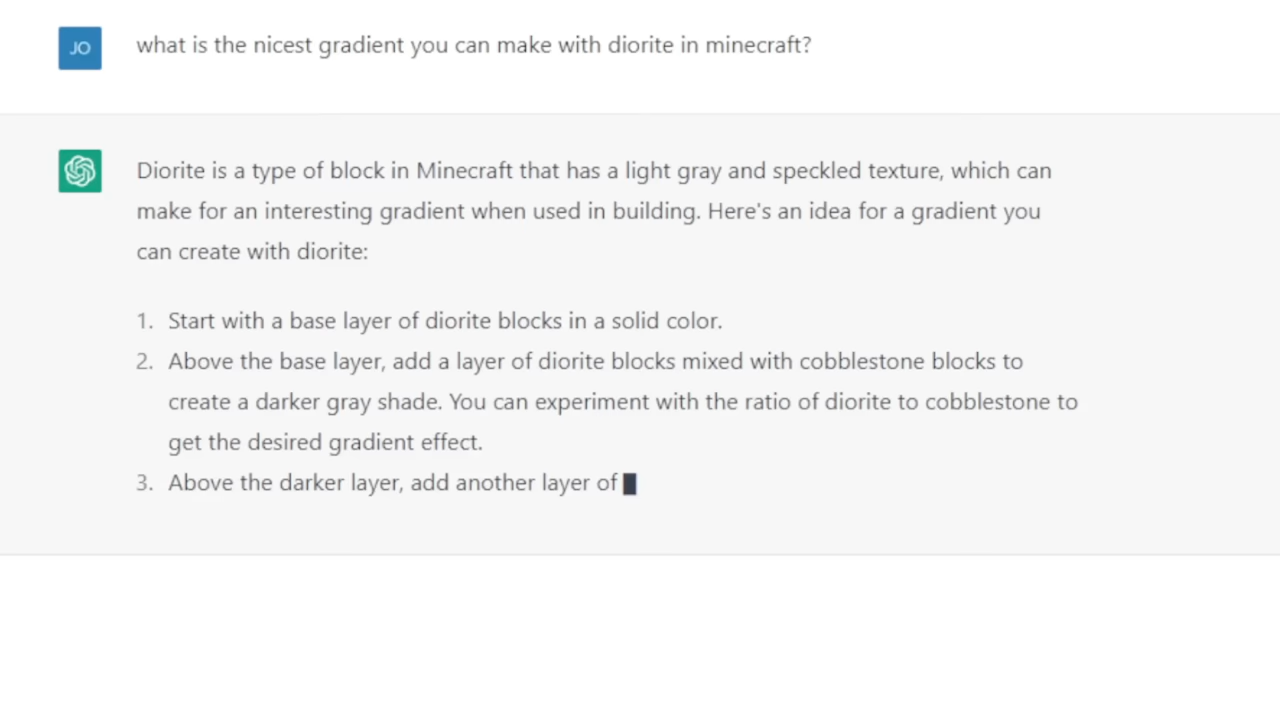 JO
what is the nicest gradient you can make with diorite in minecraft?
Diorite is a type of block in Minecraft that has a light gray and speckled texture, which can
make for an interesting gradient when used in building. Here's an idea for a gradient you
can create with diorite:
1. Start with a base layer of diorite blocks in a solid color.
2. Above the base layer, add a layer of diorite blocks mixed with cobblestone blocks to
create a darker gray shade. You can experiment with the ratio of diorite to cobblestone to
get the desired gradient effect.
3. Above the darker layer, add another layer of